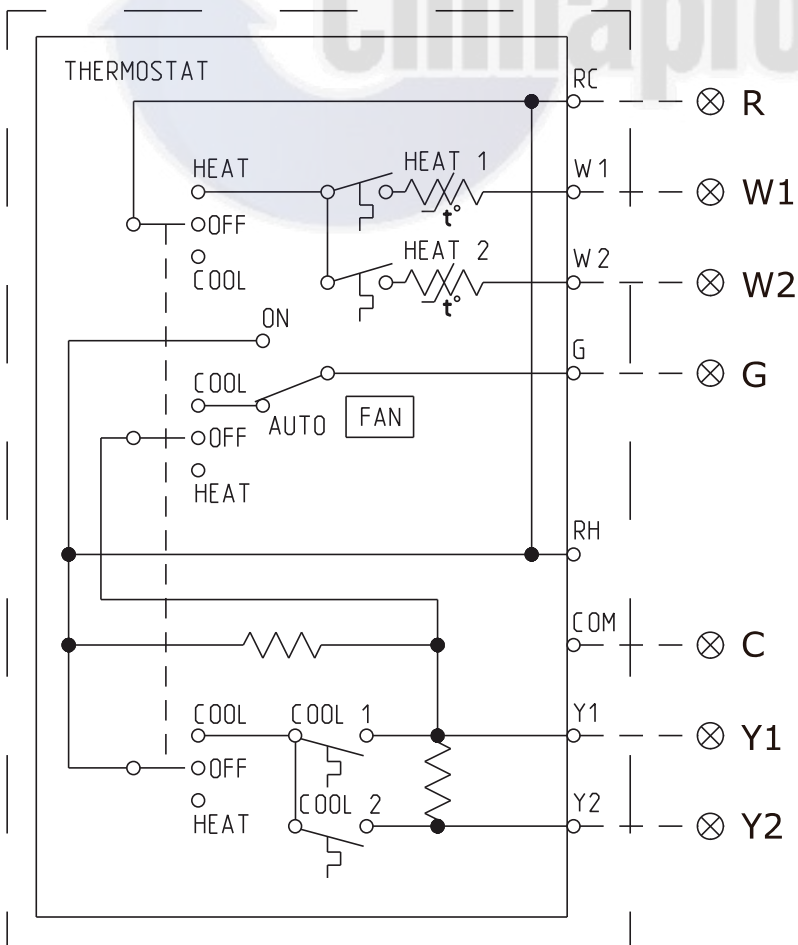 Chinapro
THERMOSTAT
RC
R
HEAT
HEAT 1
W1
W1
OFF
t°
COOL
HEAT 2
W2
W2
t°
ON
G
G
COOL
AUTO
FAN
OFF
HEAT
RH
COM
C
COOL
COOL 1
Y1
Y1
OFF
COOL 2
Y2
Y2
HEAT